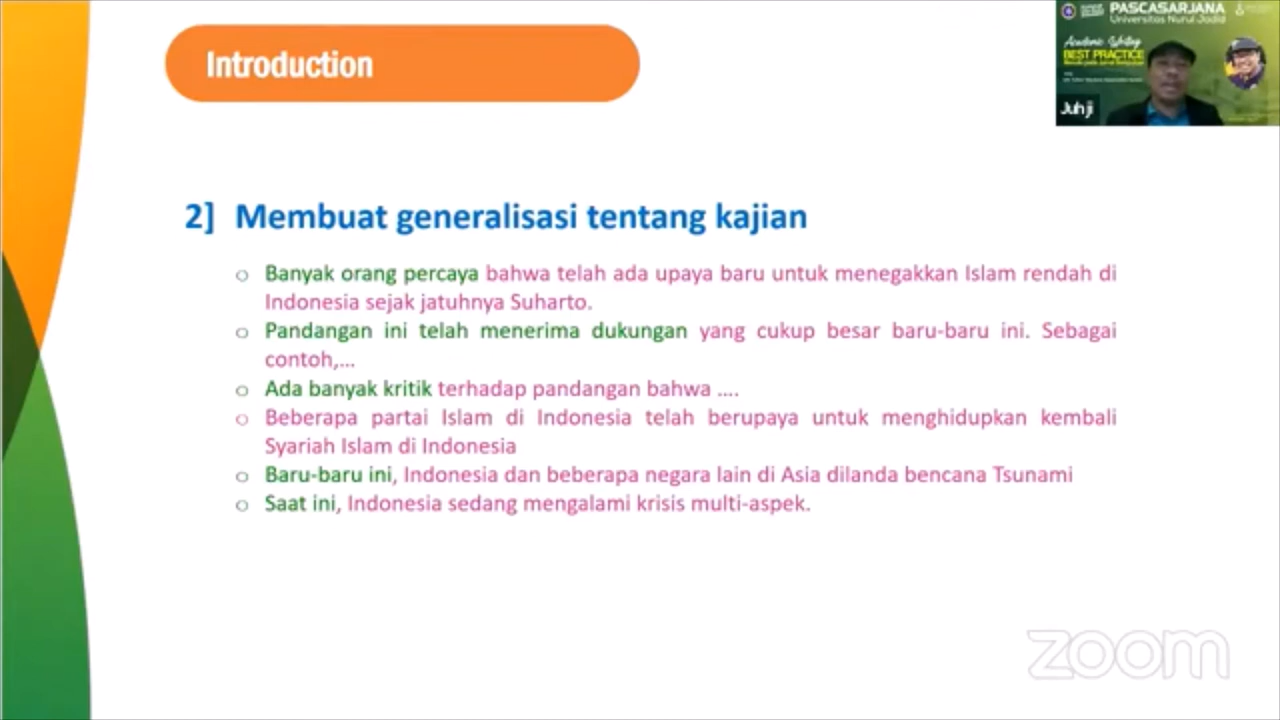 Introduction
PASCASARJANA
Universitas Nurul Jadid
Academic Writing
BEST PRACTICE
Juhji
2] Membuat generalisasi tentang kajian
o Banyak orang percaya bahwa telah ada upaya baru untuk menegakkan Islam rendah di
Indonesia sejak jatuhnya Suharto.
o Pandangan ini telah menerima dukungan yang cukup besar baru-baru ini. Sebagai
contoh,...
o Ada banyak kritik terhadap pandangan bahwa ....
o Beberapa partai Islam di Indonesia telah berupaya untuk menghidupkan kembali
Syariah Islam di Indonesia
o Baru-baru ini, Indonesia dan beberapa negara lain di Asia dilanda bencana Tsunami
o Saat ini, Indonesia sedang mengalami krisis multi-aspek.
zoom